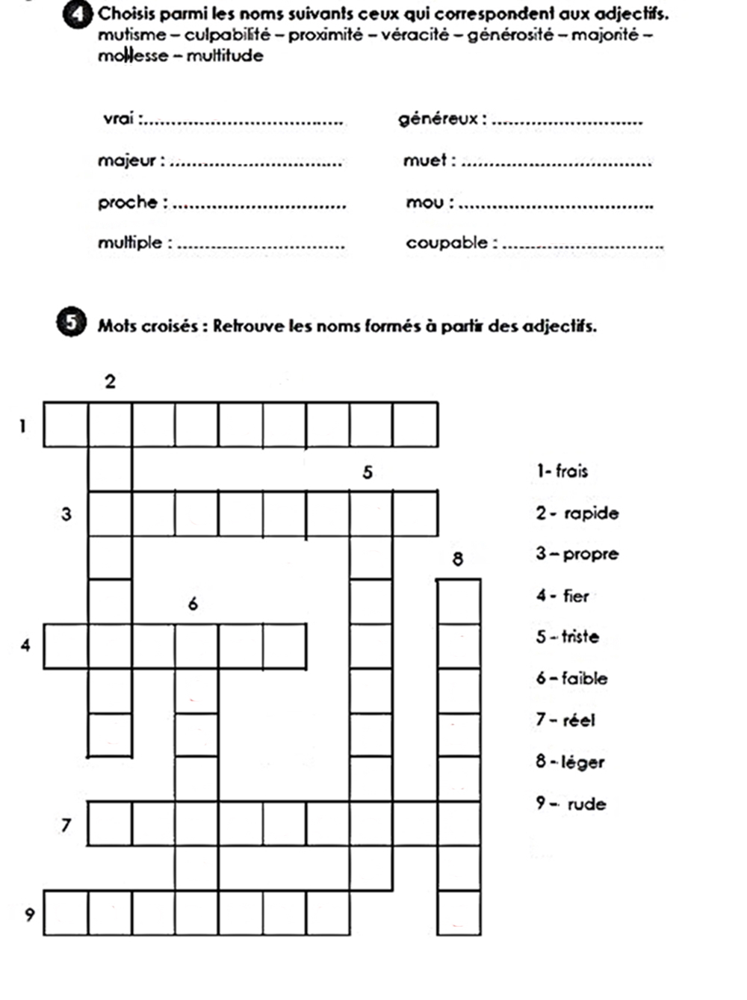 4 Choisis parmi les noms suivants ceux qui correspondent aux adjectifs.
mutisme – culpabilité – proximité – véracité – générosité – majorité –
mollesse – multitude
vrai :.................................. généreux : .........................
majeur : ............................. muet : ................................
proche : ............................. mou : .................................
multiple : ............................ coupable : ...........................
5 Mots croisés : Retrouve les noms formés à partir des adjectifs.
2
1
5
3
8
6
4
7
9
1- frais
2 - rapide
3 – propre
4 - fier
5 - triste
6 – faible
7 – réel
8 - léger
9 – rude